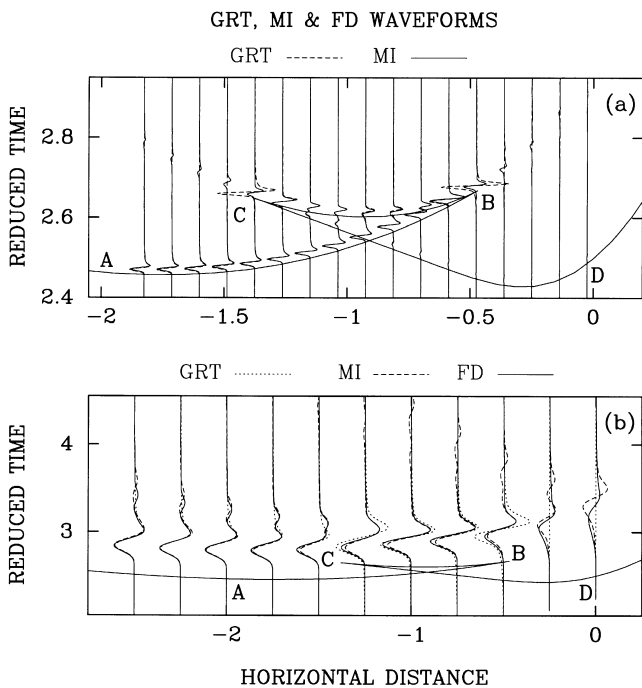 GRT, MI & FD WAVEFORMS
GRT MI
(a)
REDUCED TIME
2.8
2.6
2.4
A
C
B
D
−2 −1.5 −1 −0.5 0
GRT MI FD
(b)
REDUCED TIME
4
3
C
B
A
D
−2 −1 0
HORIZONTAL DISTANCE